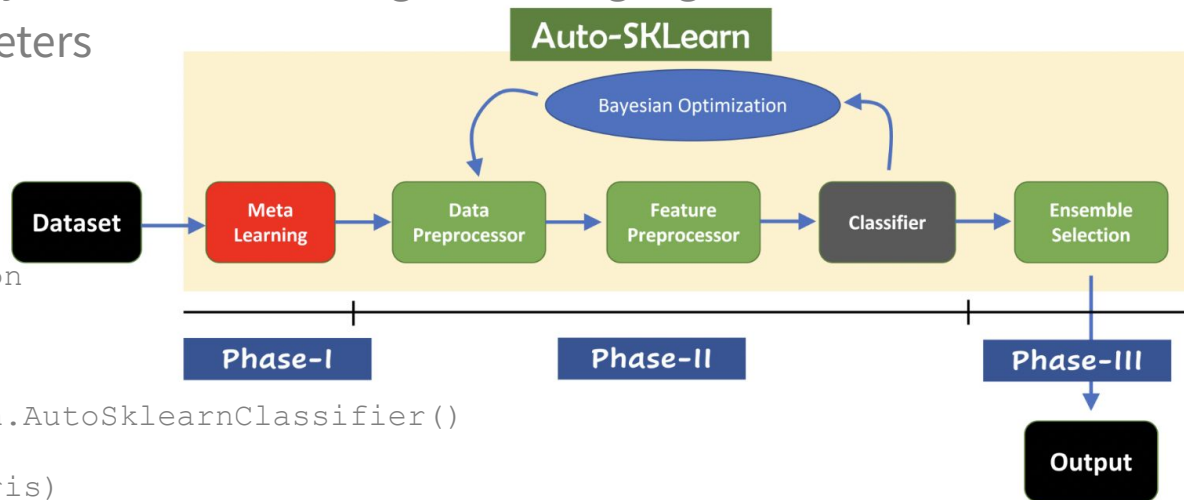 eters
Auto-SKLearn
Bayesian Optimization
Dataset
Meta
Learning
Data
Preprocessor
Feature
Preprocessor
Classifier
Ensemble
Selection
on
Phase-I
Phase-II
Phase-III
.AutoSklearnClassifier()
Output
ris)